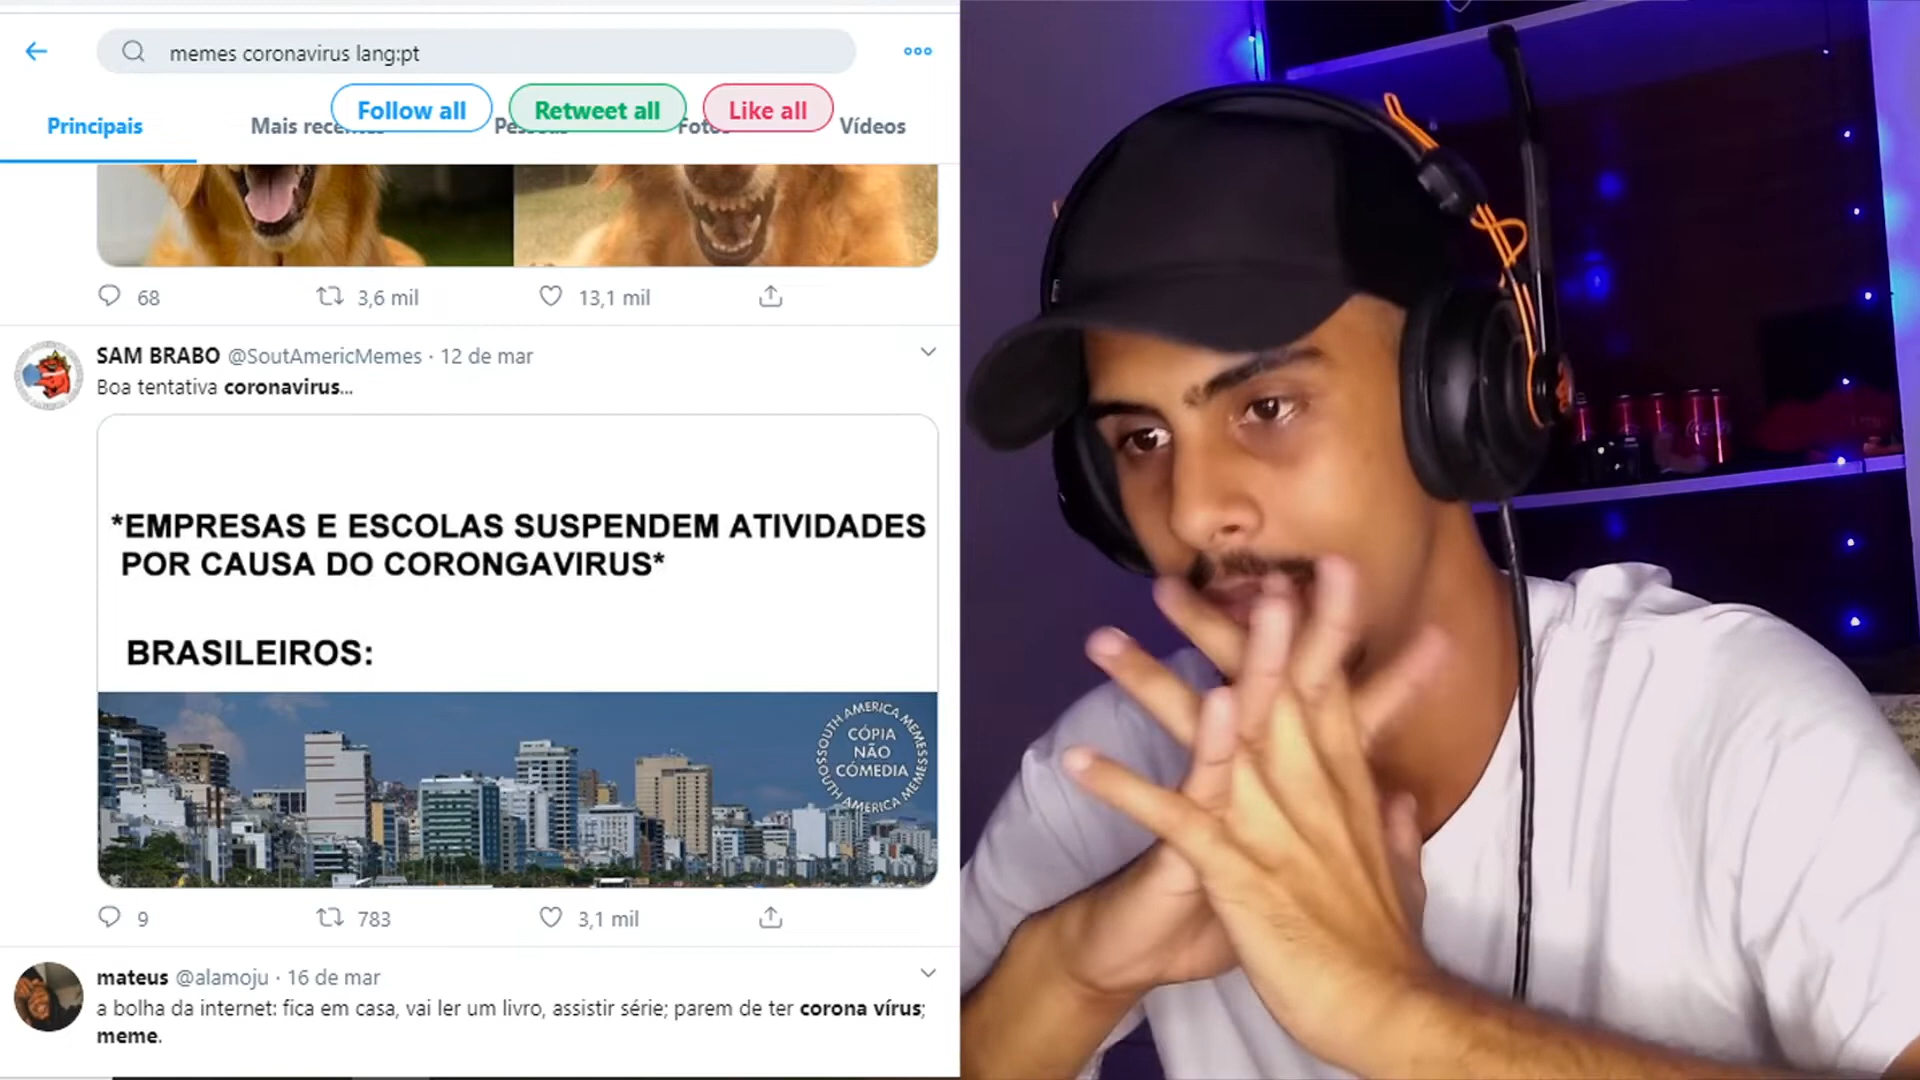 memes coronavirus lang:pt
Follow all
Retweet all
Like all
Principais
Mais
Vídeos
68
3,6 mil
13,1 mil
SAM BRABO @SoutAmericMemes · 12 de mar
Boa tentativa coronavirus...
*EMPRESAS E ESCOLAS SUSPENDEM ATIVIDADES
POR CAUSA DO CORONGAVIRUS*
BRASILEIROS:
SOUTH AMERICA MEMES
CÓPIA
NÃO
CÓMEDIA
SOUTH AMERICA MEMES
9
783
3,1 mil
mateus @alamoju · 16 de mar
a bolha da internet: fica em casa, vai ler um livro, assistir série; parem de ter corona vírus;
meme.